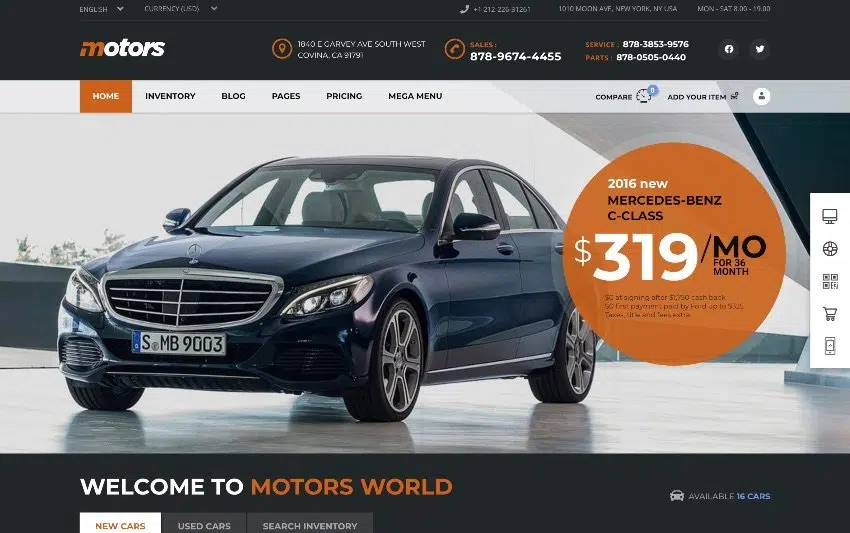 ENGLISH CURRENCY (USD) +1 212-226-31261 1010 MOON AVE, NEW YORK, NY USA MON - SAT 8.00 - 19.00
motors
1840 E GARVEY AVE SOUTH WEST
COVINA, CA 91791
SALES :
878-9674-4455
SERVICE : 878-3853-9576
PARTS : 878-0505-0440
HOME INVENTORY BLOG PAGES PRICING MEGA MENU COMPARE 0 ADD YOUR ITEM
2016 new
MERCEDES-BENZ
C-CLASS
$319/MO
FOR 36
MONTH
$0 at signing after $1,750 cash back
$0 first payment paid by Ford up to $325.
Taxes, title and fees extra.
S MB 9003
WELCOME TO MOTORS WORLD
AVAILABLE 16 CARS
NEW CARS USED CARS SEARCH INVENTORY